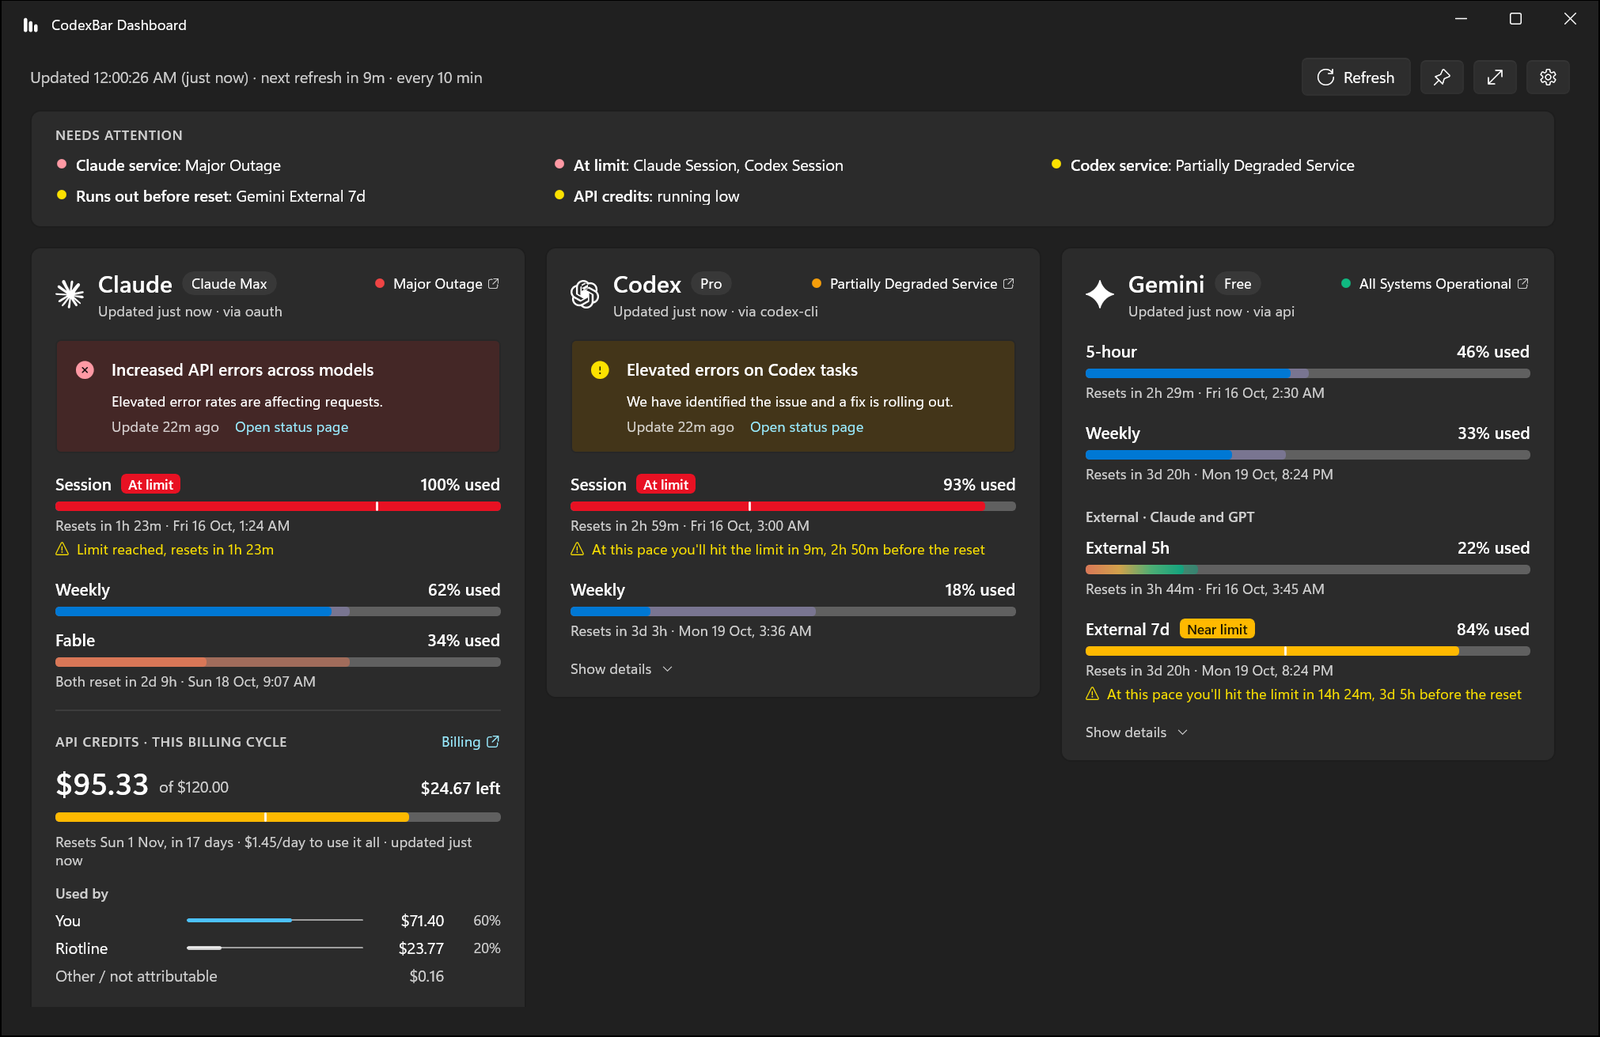 CodexBar Dashboard
Updated 12:00:26 AM (just now) · next refresh in 9m · every 10 min
Refresh
NEEDS ATTENTION
Claude service: Major Outage
At limit: Claude Session, Codex Session
Codex service: Partially Degraded Service
Runs out before reset: Gemini External 7d
API credits: running low
Claude Claude Max Major Outage
Updated just now · via oauth
Increased API errors across models
Elevated error rates are affecting requests.
Update 22m ago Open status page
Session At limit 100% used
Resets in 1h 23m · Fri 16 Oct, 1:24 AM
Limit reached, resets in 1h 23m
Weekly 62% used
Fable 34% used
Both reset in 2d 9h · Sun 18 Oct, 9:07 AM
API CREDITS · THIS BILLING CYCLE Billing
$95.33 of $120.00 $24.67 left
Resets Sun 1 Nov, in 17 days · $1.45/day to use it all · updated just
now
Used by
You $71.40 60%
Riotline $23.77 20%
Other / not attributable $0.16
Codex Pro Partially Degraded Service
Updated just now · via codex-cli
Elevated errors on Codex tasks
We have identified the issue and a fix is rolling out.
Update 22m ago Open status page
Session At limit 93% used
Resets in 2h 59m · Fri 16 Oct, 3:00 AM
At this pace you'll hit the limit in 9m, 2h 50m before the reset
Weekly 18% used
Resets in 3d 3h · Mon 19 Oct, 3:36 AM
Show details
Gemini Free All Systems Operational
Updated just now · via api
5-hour 46% used
Resets in 2h 29m · Fri 16 Oct, 2:30 AM
Weekly 33% used
Resets in 3d 20h · Mon 19 Oct, 8:24 PM
External · Claude and GPT
External 5h 22% used
Resets in 3h 44m · Fri 16 Oct, 3:45 AM
External 7d Near limit 84% used
Resets in 3d 20h · Mon 19 Oct, 8:24 PM
At this pace you'll hit the limit in 14h 24m, 3d 5h before the reset
Show details